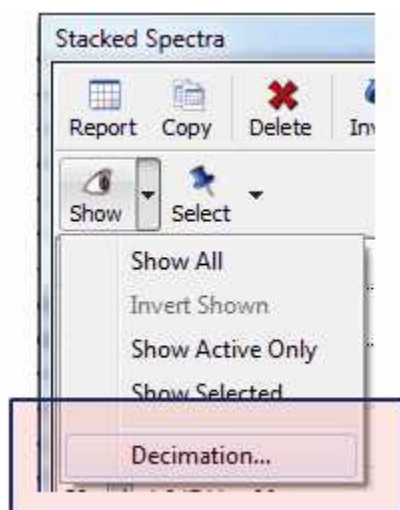 Stacked Spectra
Report Copy Delete
Show Select
Show All
Invert Shown
Show Active Only
Show Selected
Decimation...